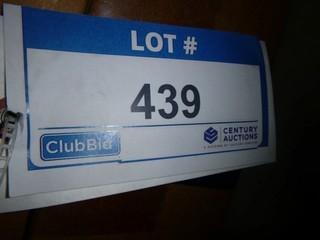 LOT #
439
ClubBid
CENTURY
AUCTIONS